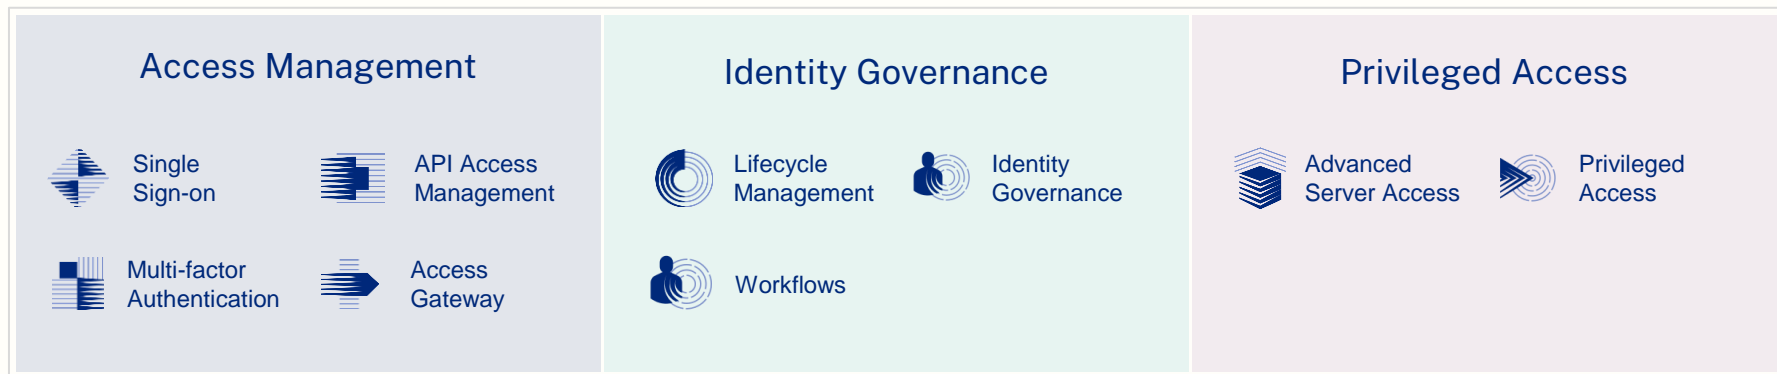 Access Management
Single
Sign-on
API Access
Management
Multi-factor
Authentication
Access
Gateway
Identity Governance
Lifecycle
Management
Identity
Governance
Workflows
Privileged Access
Advanced
Server Access
Privileged
Access